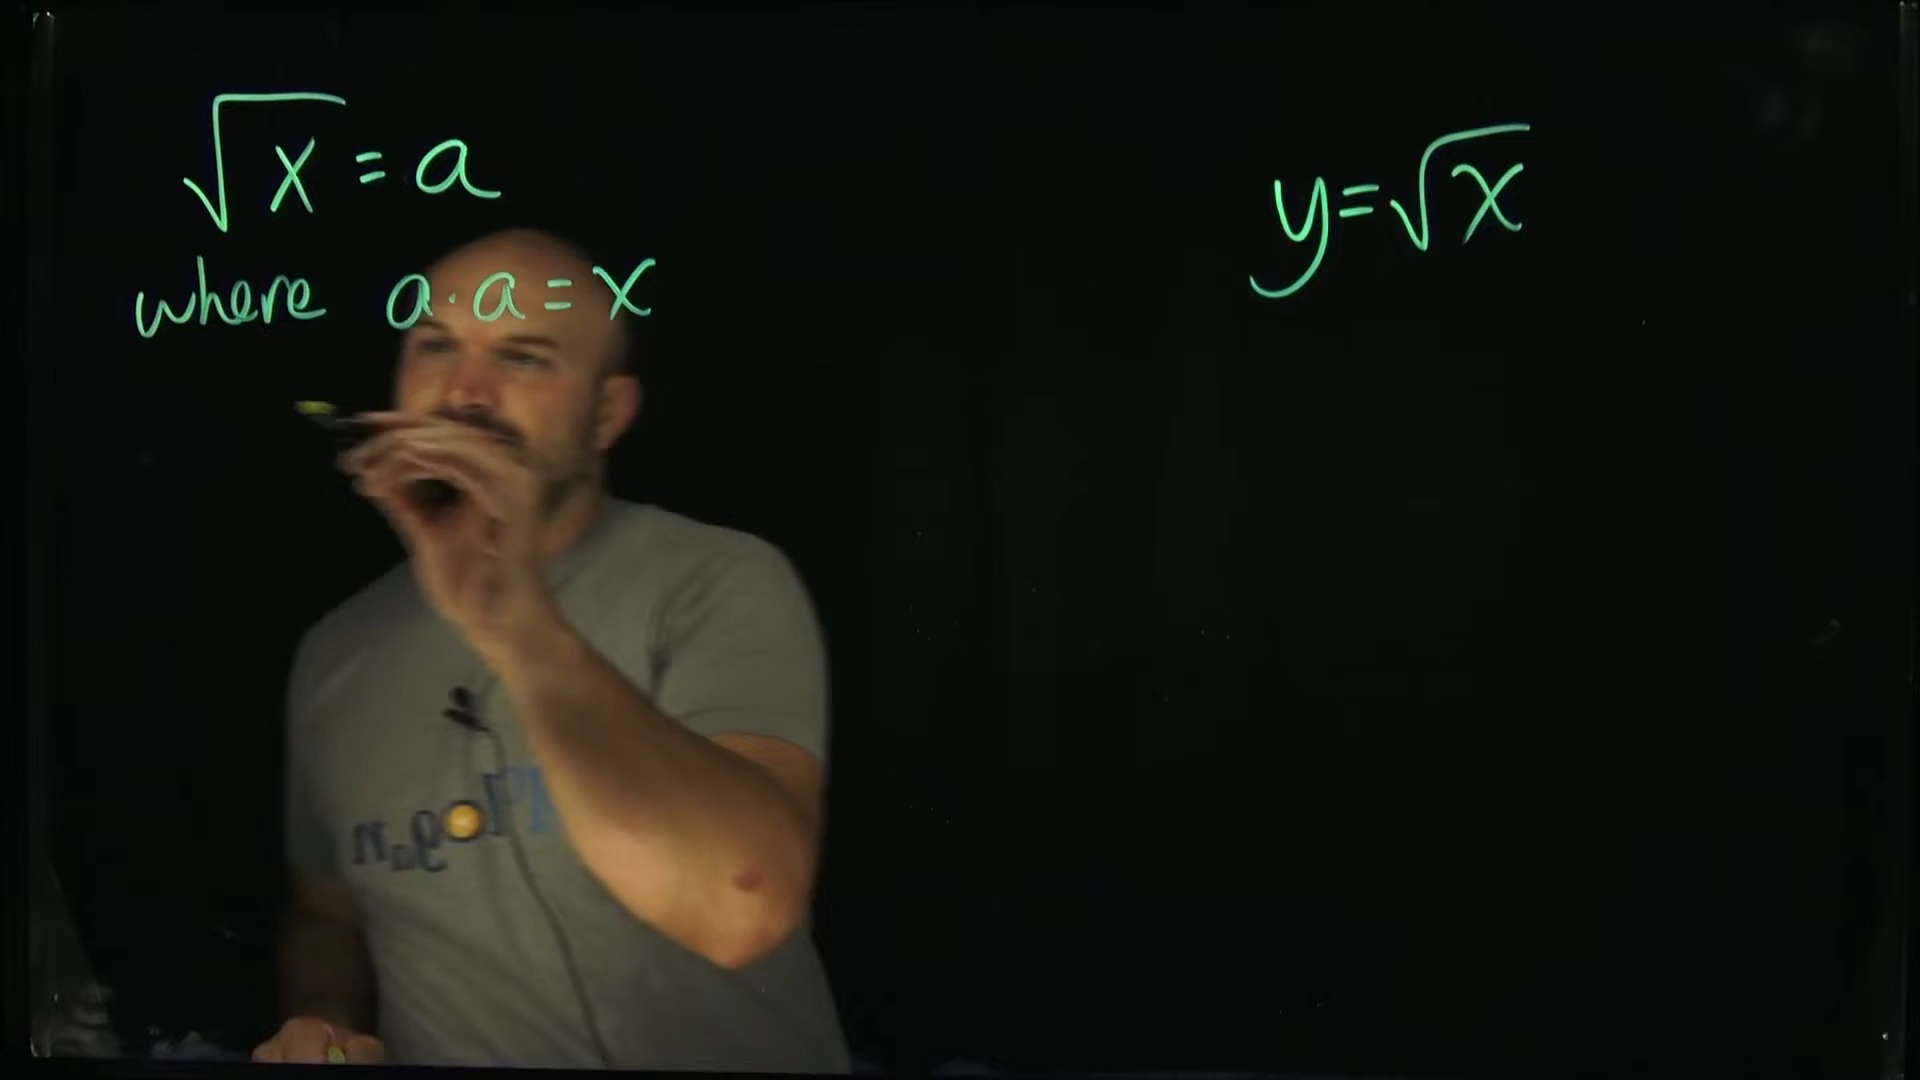 √x = a
where a · a = x
y = √x